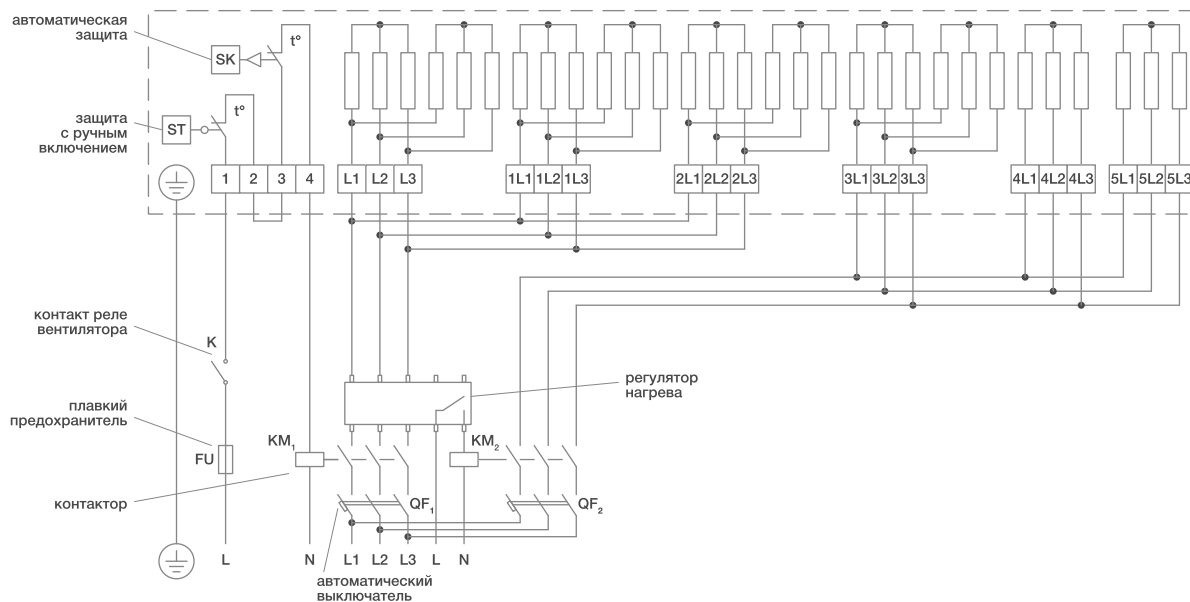 автоматическая
защита
SK
t°
защита
с ручным
включением
ST
t°
1 2 3 4 L1 L2 L3 1L1 1L2 1L3 2L1 2L2 2L3 3L1 3L2 3L3 4L1 4L2 4L3 5L1 5L2 5L3
контакт реле
вентилятора
K
регулятор
нагрева
плавкий
предохранитель
FU
KM1
KM2
контактор
QF1
QF2
L N L1 L2 L3 L N
автоматический
выключатель